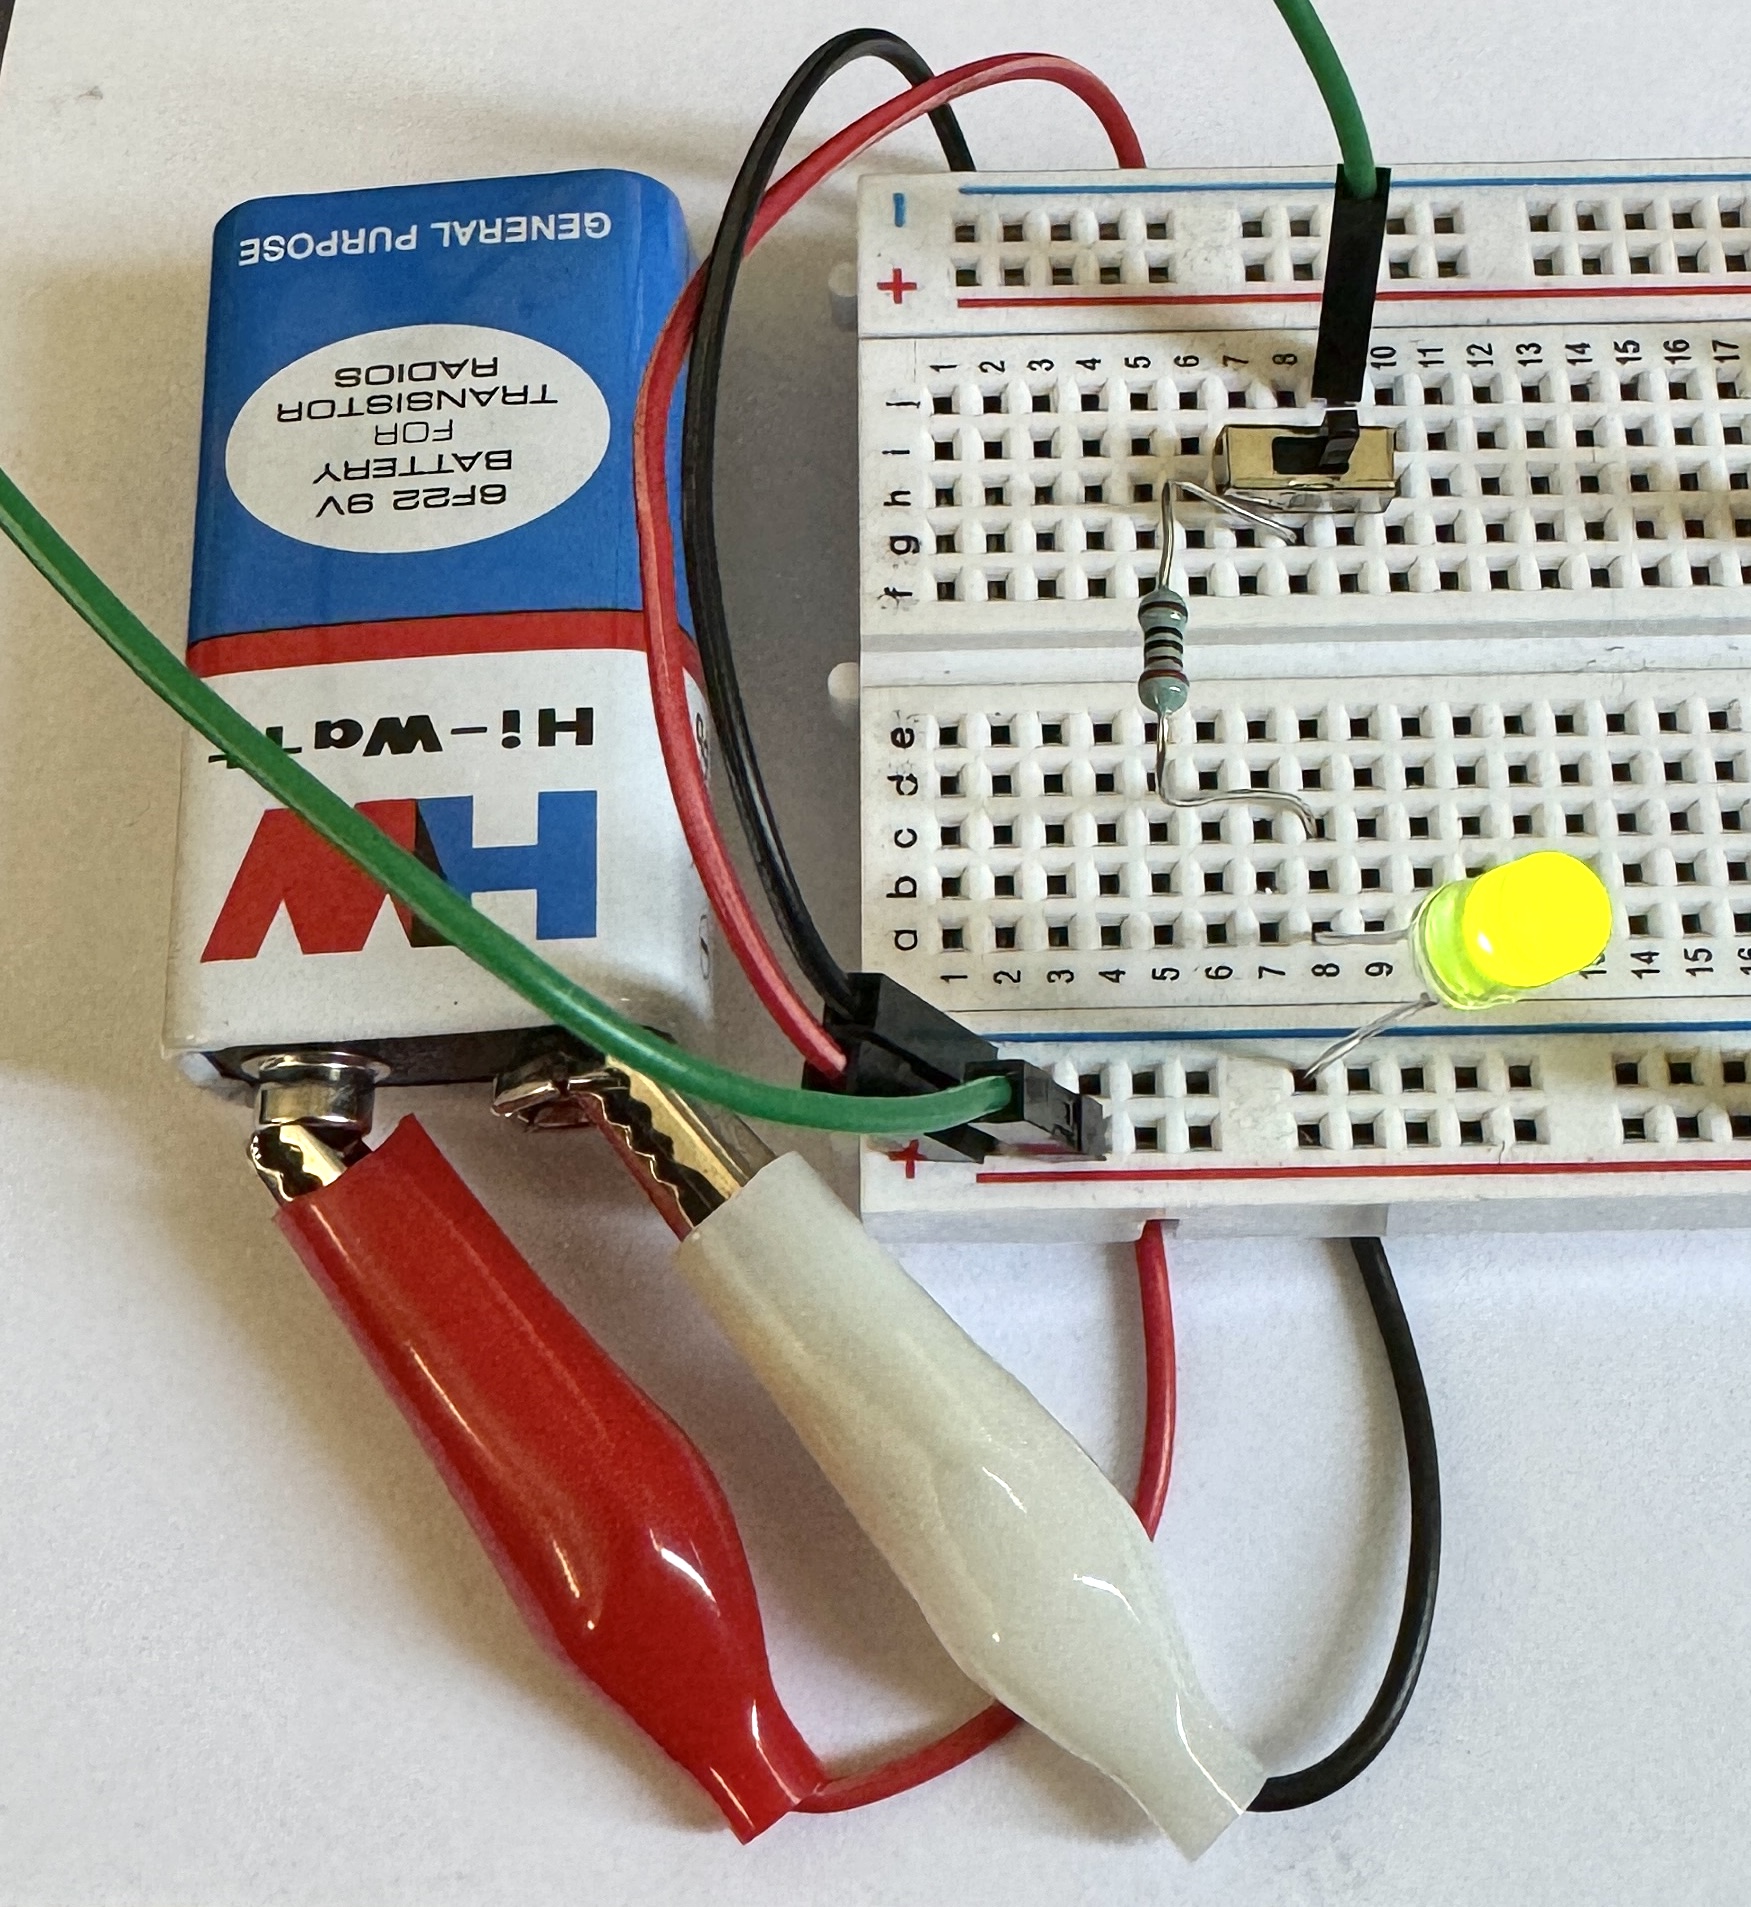 GENERAL PURPOSE
6F22 9V
BATTERY
FOR
TRANSISTOR
RADIOS
Hi-Watt
HW
-
+
1 2 3 4 5 6 7 8 10 11 12 13 14 15 16 17
j
i
h
g
f
e
d
c
b
a
1 2 3 4 5 6 7 8 9 14 15
+